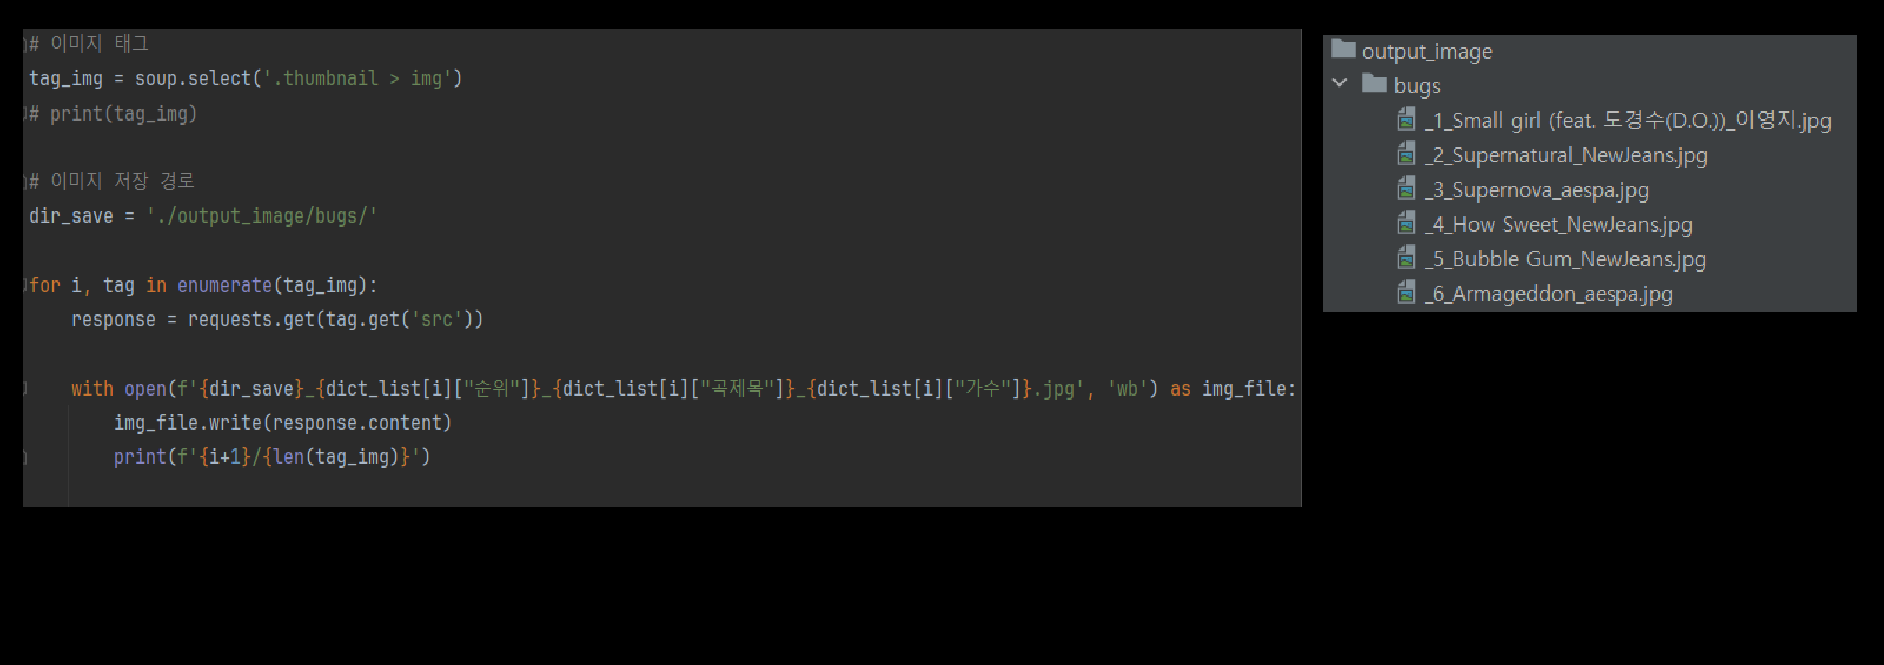 # 이미지 태그
tag_img = soup.select('.thumbnail > img')
# print(tag_img)
# 이미지 저장 경로
dir_save = './output_image/bugs/'
for i, tag in enumerate(tag_img):
response = requests.get(tag.get('src'))
with open(f'{dir_save}_{dict_list[i]["순위"]}_{dict_list[i]["곡제목"]}_{dict_list[i]["가수"]}.jpg', 'wb') as img_file:
img_file.write(response.content)
print(f'{i+1}/{len(tag_img)}')
output_image
bugs
_1_Small girl (feat. 도경수(D.O.))_이영지.jpg
_2_Supernatural_NewJeans.jpg
_3_Supernova_aespa.jpg
_4_How Sweet_NewJeans.jpg
_5_Bubble Gum_NewJeans.jpg
_6_Armageddon_aespa.jpg